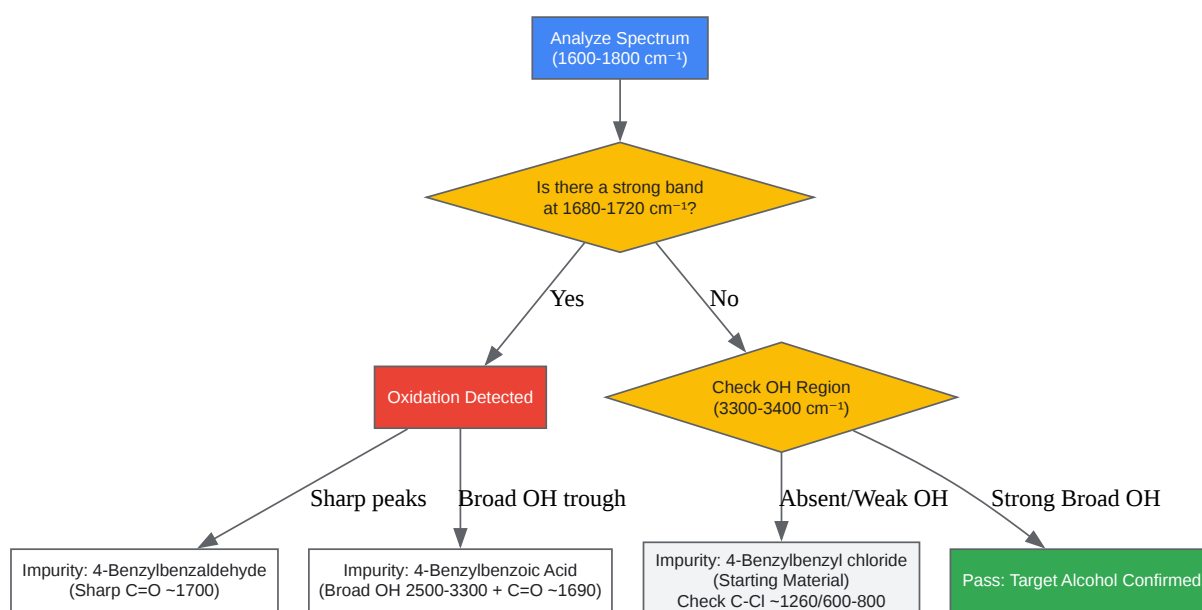 Analyze Spectrum
(1600-1800 cm⁻¹)
Is there a strong band
at 1680-1720 cm⁻¹?
Yes
No
Oxidation Detected
Check OH Region
(3300-3400 cm⁻¹)
Sharp peaks
Broad OH trough
Absent/Weak OH
Strong Broad OH
Impurity: 4-Benzylbenzaldehyde
(Sharp C=O ~1700)
Impurity: 4-Benzylbenzoic Acid
(Broad OH 2500-3300 + C=O ~1690)
Impurity: 4-Benzylbenzyl chloride
(Starting Material)
Check C-Cl ~1260/600-800
Pass: Target Alcohol Confirmed